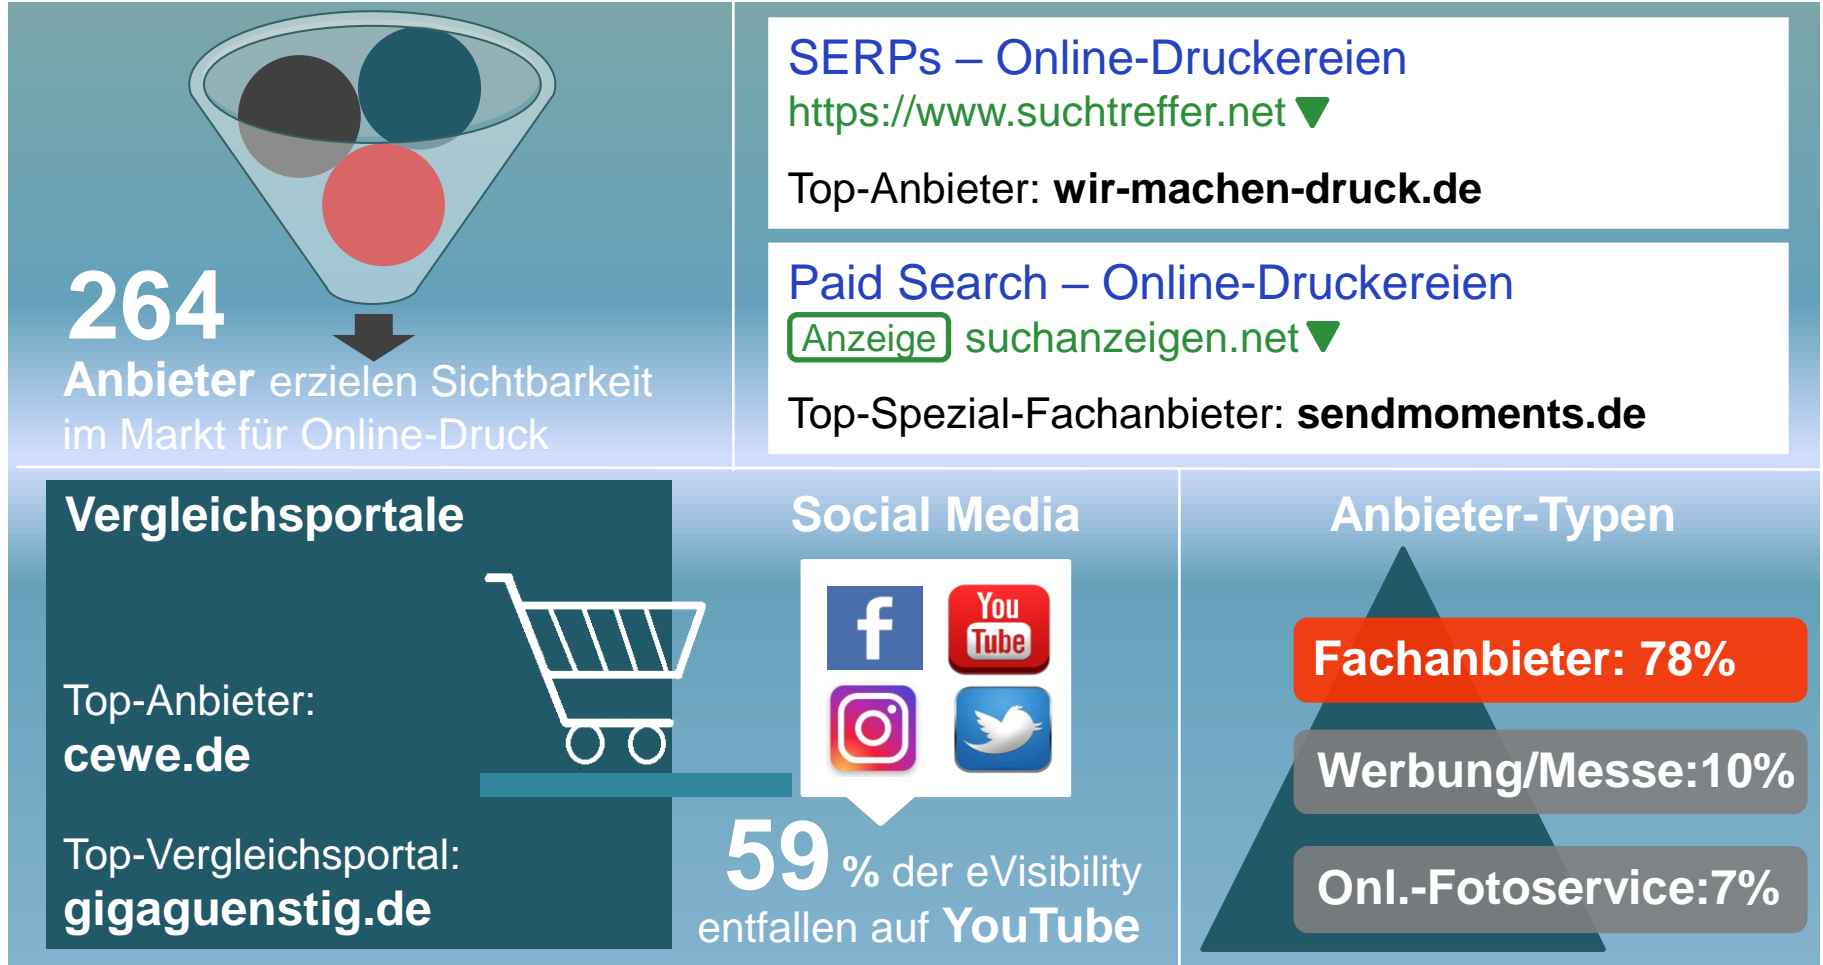 264
Anbieter erzielen Sichtbarkeit
im Markt für Online-Druck
SERPs – Online-Druckereien
https://www.suchtreffer.net
Top-Anbieter: wir-machen-druck.de
Paid Search – Online-Druckereien
Anzeige suchanzeigen.net
Top-Spezial-Fachanbieter: sendmoments.de
Vergleichsportale
Top-Anbieter:
cewe.de
Top-Vergleichsportal:
gigaguenstig.de
Social Media
f
You
Tube
59 % der eVisibility
entfallen auf YouTube
Anbieter-Typen
Fachanbieter: 78%
Werbung/Messe:10%
Onl.-Fotoservice:7%